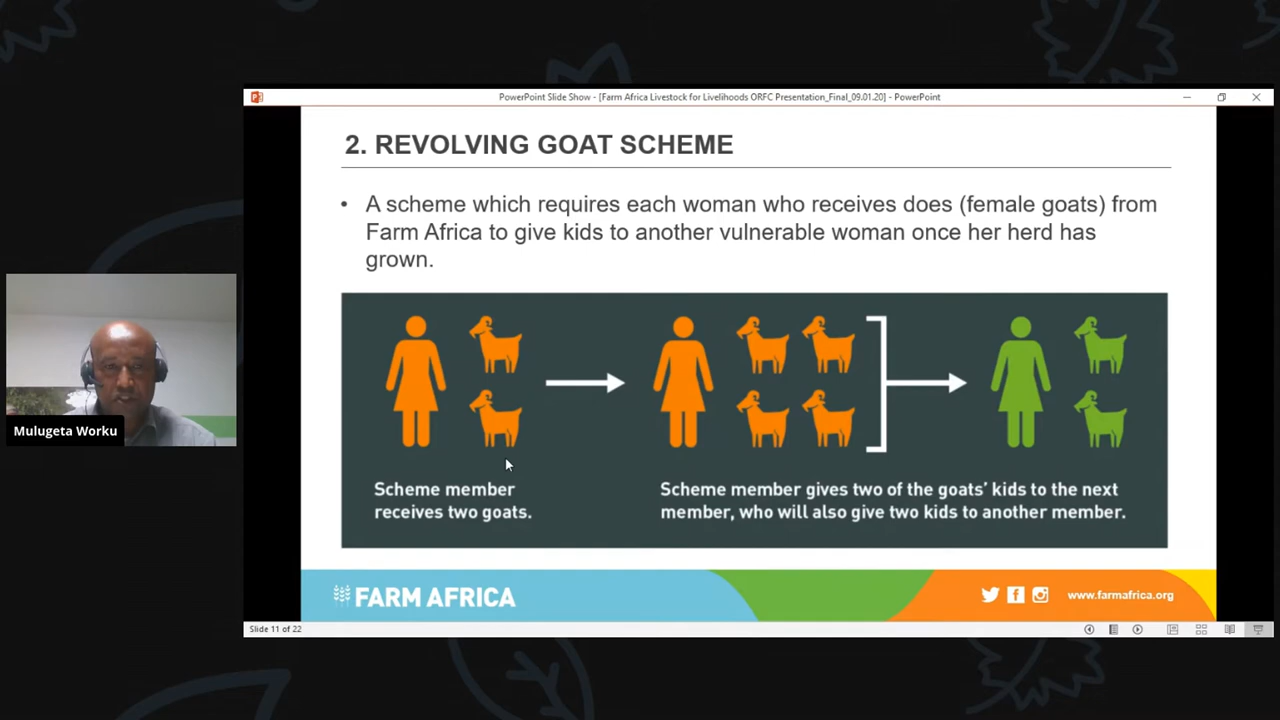 PowerPoint Slide Show - [Farm Africa Livestock for Livelihoods ORFC Presentation_Final_09.01.20] - PowerPoint
2. REVOLVING GOAT SCHEME
• A scheme which requires each woman who receives does (female goats) from
Farm Africa to give kids to another vulnerable woman once her herd has
grown.
Mulugeta Worku
Scheme member
receives two goats.
Scheme member gives two of the goats' kids to the next
member, who will also give two kids to another member.
FARM AFRICA
www.farmafrica.org
Slide 11 of 22